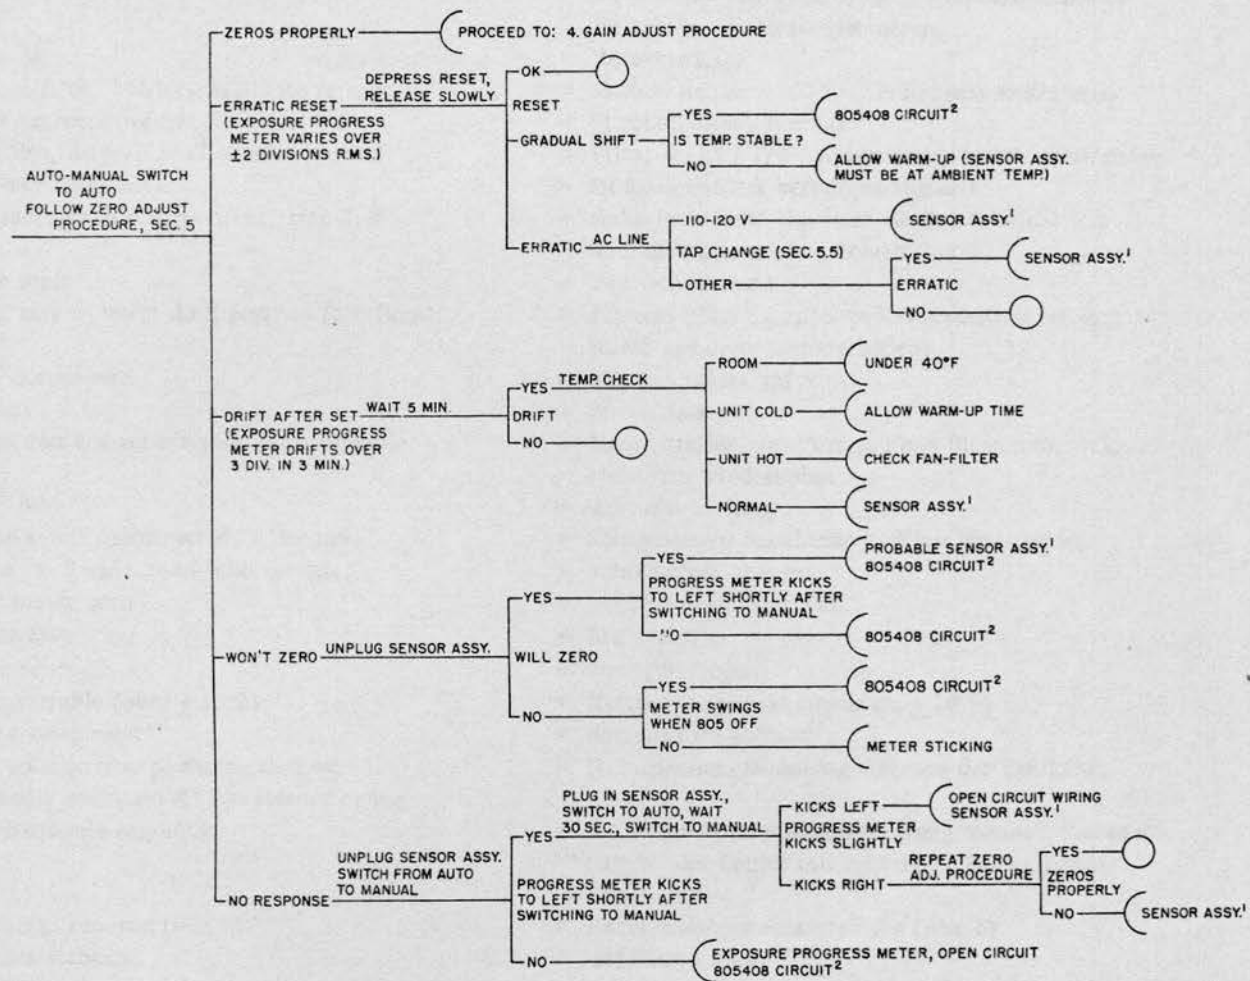 ZEROS PROPERLY
PROCEED TO: 4. GAIN ADJUST PROCEDURE
ERRATIC RESET
(EXPOSURE PROGRESS
METER VARIES OVER
±2 DIVISIONS R.M.S.)
DEPRESS RESET,
RELEASE SLOWLY
OK
RESET
GRADUAL SHIFT
YES
805408 CIRCUIT²
IS TEMP. STABLE?
NO
ALLOW WARM-UP (SENSOR ASSY.
MUST BE AT AMBIENT TEMP.)
AUTO-MANUAL SWITCH
TO AUTO
FOLLOW ZERO ADJUST
PROCEDURE, SEC. 5
ERRATIC
AC LINE
110-120 V
SENSOR ASSY.¹
TAP CHANGE (SEC. 5.5)
OTHER
YES
SENSOR ASSY.¹
ERRATIC
NO
DRIFT AFTER SET
(EXPOSURE PROGRESS
METER DRIFTS OVER
3 DIV. IN 3 MIN.)
WAIT 5 MIN.
YES
DRIFT
NO
TEMP. CHECK
ROOM
UNDER 40°F
UNIT COLD
ALLOW WARM-UP TIME
UNIT HOT
CHECK FAN-FILTER
NORMAL
SENSOR ASSY.¹
WON'T ZERO
UNPLUG SENSOR ASSY.
YES
WILL ZERO
NO
YES
PROBABLE SENSOR ASSY.¹
805408 CIRCUIT²
PROGRESS METER KICKS
TO LEFT SHORTLY AFTER
SWITCHING TO MANUAL
NO
805408 CIRCUIT²
YES
805408 CIRCUIT²
METER SWINGS
WHEN 805 OFF
NO
METER STICKING
NO RESPONSE
UNPLUG SENSOR ASSY.
SWITCH FROM AUTO
TO MANUAL
YES
PROGRESS METER KICKS
TO LEFT SHORTLY AFTER
SWITCHING TO MANUAL
NO
PLUG IN SENSOR ASSY.,
SWITCH TO AUTO, WAIT
30 SEC., SWITCH TO MANUAL
KICKS LEFT
OPEN CIRCUIT WIRING
SENSOR ASSY.¹
PROGRESS METER
KICKS SLIGHTLY
KICKS RIGHT
REPEAT ZERO
ADJ. PROCEDURE
YES
ZEROS
PROPERLY
NO
SENSOR ASSY.¹
EXPOSURE PROGRESS METER, OPEN CIRCUIT
805408 CIRCUIT²